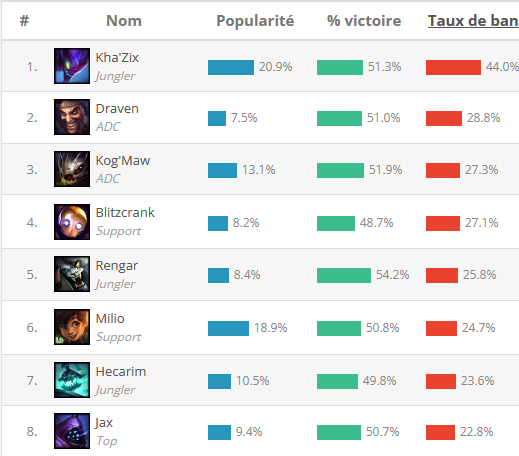 # Nom Popularité % victoire Taux de ban
1. Kha'Zix 20.9% 51.3% 44.0%
Jungler
2. Draven 7.5% 51.0% 28.8%
ADC
3. Kog'Maw 13.1% 51.9% 27.3%
ADC
4. Blitzcrank 8.2% 48.7% 27.1%
Support
5. Rengar 8.4% 54.2% 25.8%
Jungler
6. Milio 18.9% 50.8% 24.7%
Support
7. Hecarim 10.5% 49.8% 23.6%
Jungler
8. Jax 9.4% 50.7% 22.8%
Top